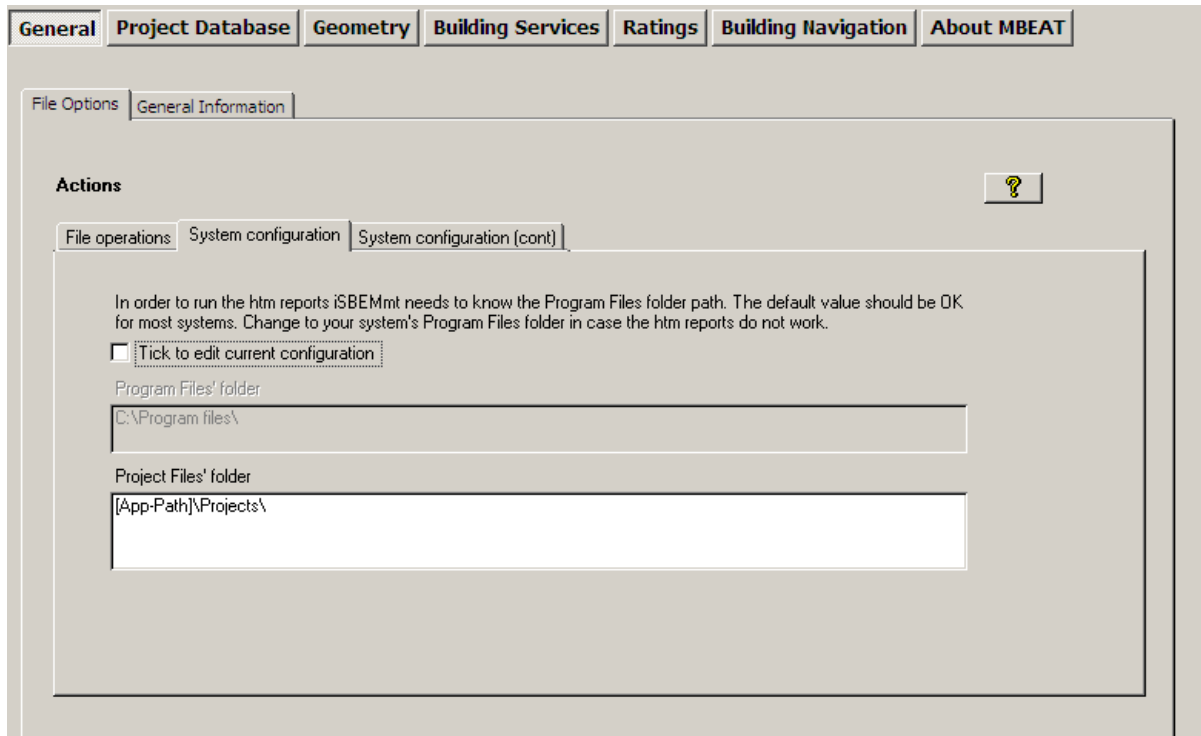 General Project Database Geometry Building Services Ratings Building Navigation About MBEAT
File Options General Information
Actions
?
File operations System configuration System configuration (cont)
In order to run the htm reports iSBEMmt needs to know the Program Files folder path. The default value should be OK
for most systems. Change to your system's Program Files folder in case the htm reports do not work.
Tick to edit current configuration
Program Files' folder
C:\Program files\
Project Files' folder
[App-Path]\Projects\